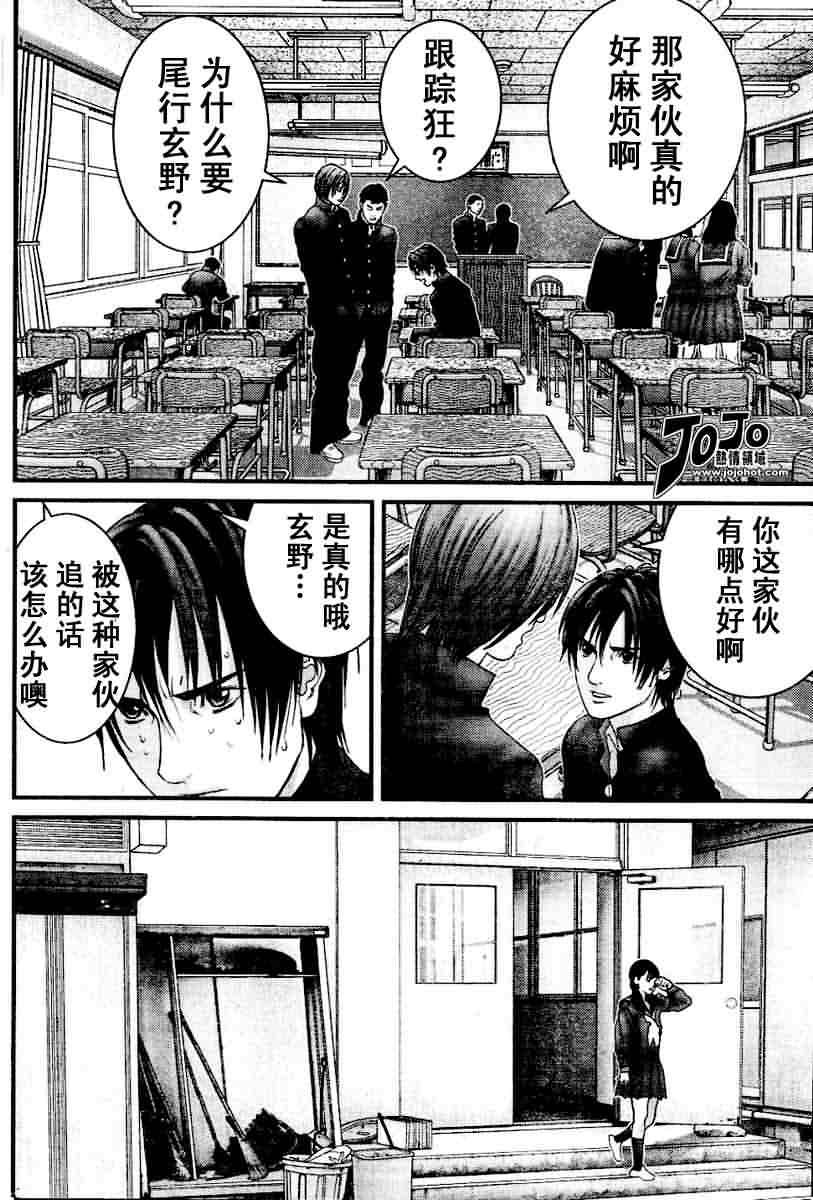 那家伙真的
好麻烦啊
跟踪狂?
为什么要
尾行玄野?
JOJO
熱情領域
www.jojohot.com
你这家伙
有哪点好啊
是真的哦
玄野…
被这种家伙
追的话
该怎么办噢